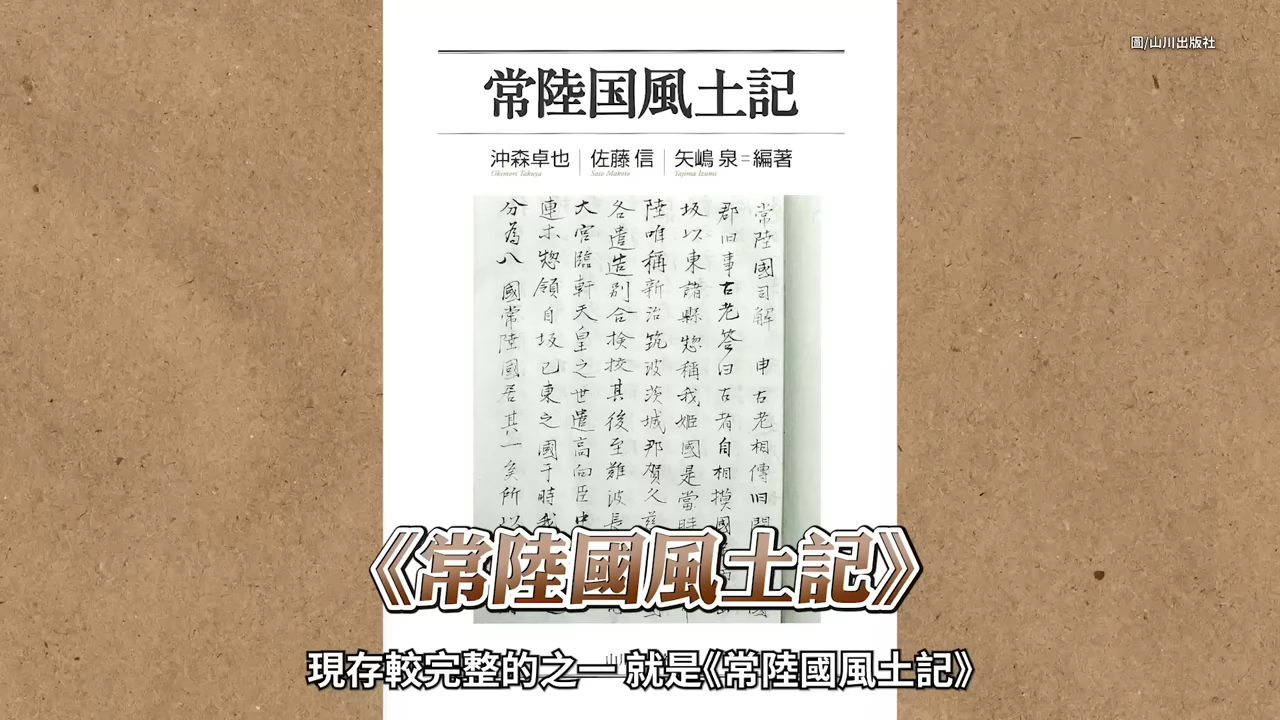 圖/山川出版社
常陸国風土記
沖森卓也 佐藤 信 矢嶋 泉=編著
Okimori Takuya Sato Makoto Yajima Izumi
常陸國司解 申古老相傳旧聞
郡旧事古老答曰古者自相摸國
坂以東諸縣惣稱我姫國是當時
陸唯稱新治筑波茨城那賀久慈
各遣造別合檢挍其後至難波長
大宮臨軒天皇之世遣高向臣
連木惣領自坂已東之國于時我
分為八國常陸國居其一矣所以
《常陸國風土記》
現存較完整的之一 就是《常陸國風土記》